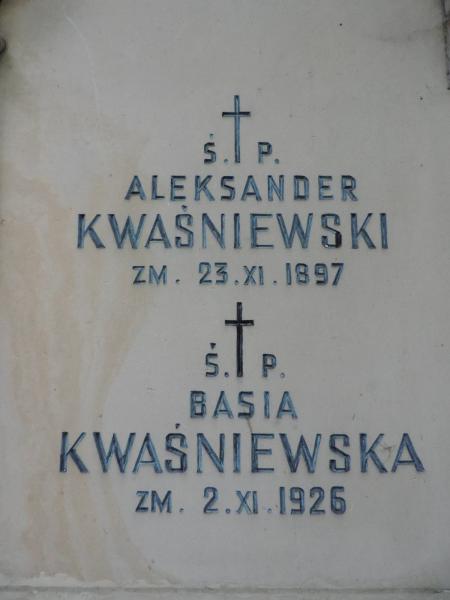 Ś. P.
ALEKSANDER
KWAŚNIEWSKI
ZM. 23.XI.1897
Ś. P.
BASIA
KWAŚNIEWSKA
ZM. 2.XI.1926